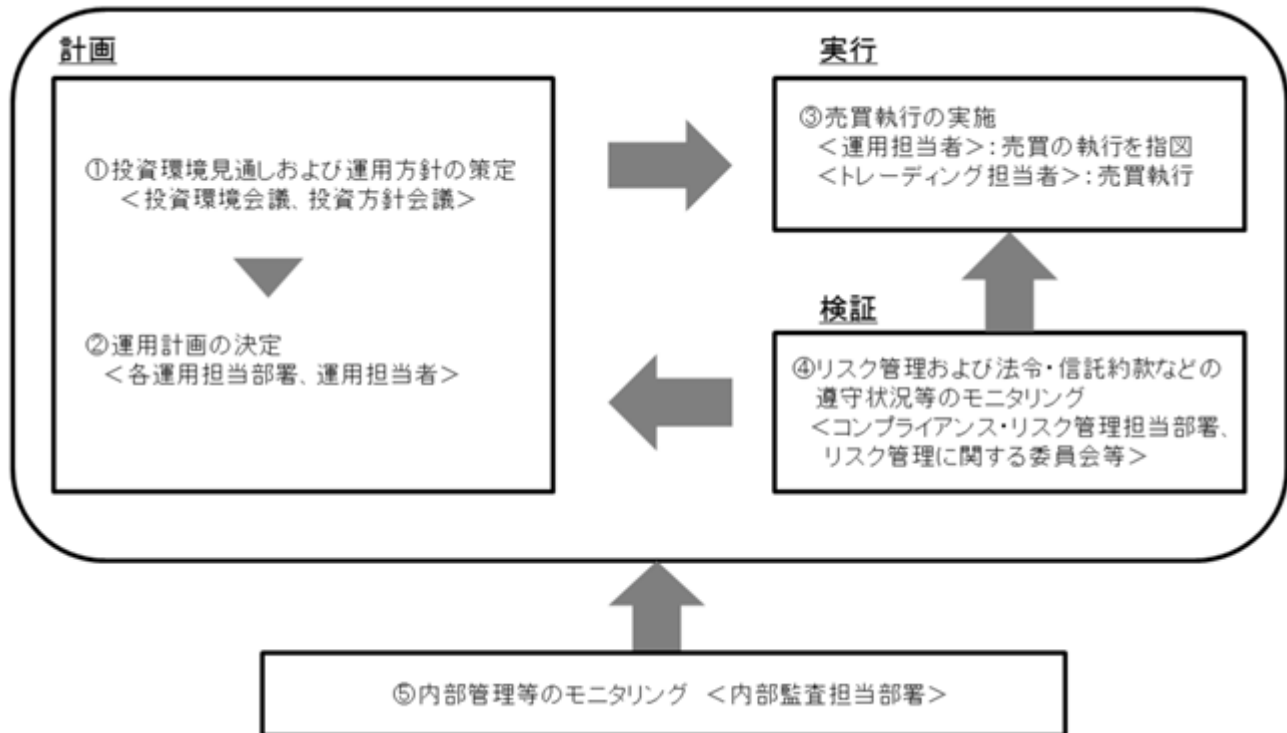 計画
①投資環境見通しおよび運用方針の策定
＜投資環境会議、投資方針会議＞
②運用計画の決定
＜各運用担当部署、運用担当者＞
実行
③売買執行の実施
＜運用担当者＞：売買の執行を指図
＜トレーディング担当者＞：売買執行
検証
④リスク管理および法令・信託約款などの
遵守状況等のモニタリング
＜コンプライアンス・リスク管理担当部署、
リスク管理に関する委員会等＞
⑤内部管理等のモニタリング ＜内部監査担当部署＞